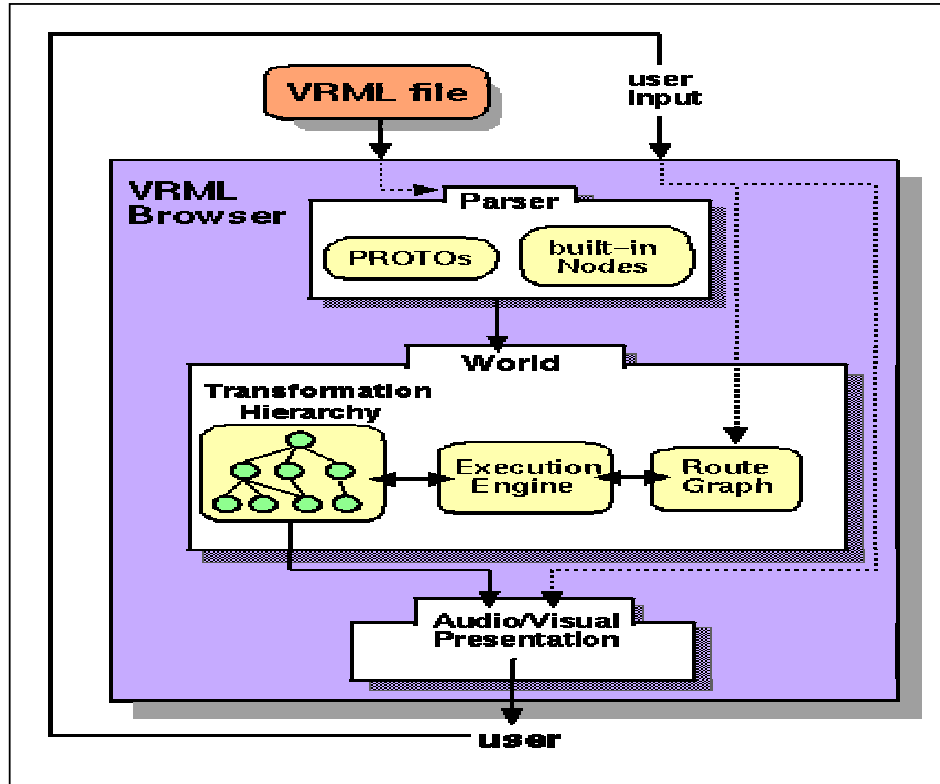 VRML file
user
input
VRML
Browser
Parser
PROTOs
built-in
Nodes
World
Transformation
Hierarchy
Execution
Engine
Route
Graph
Audio/Visual
Presentation
user